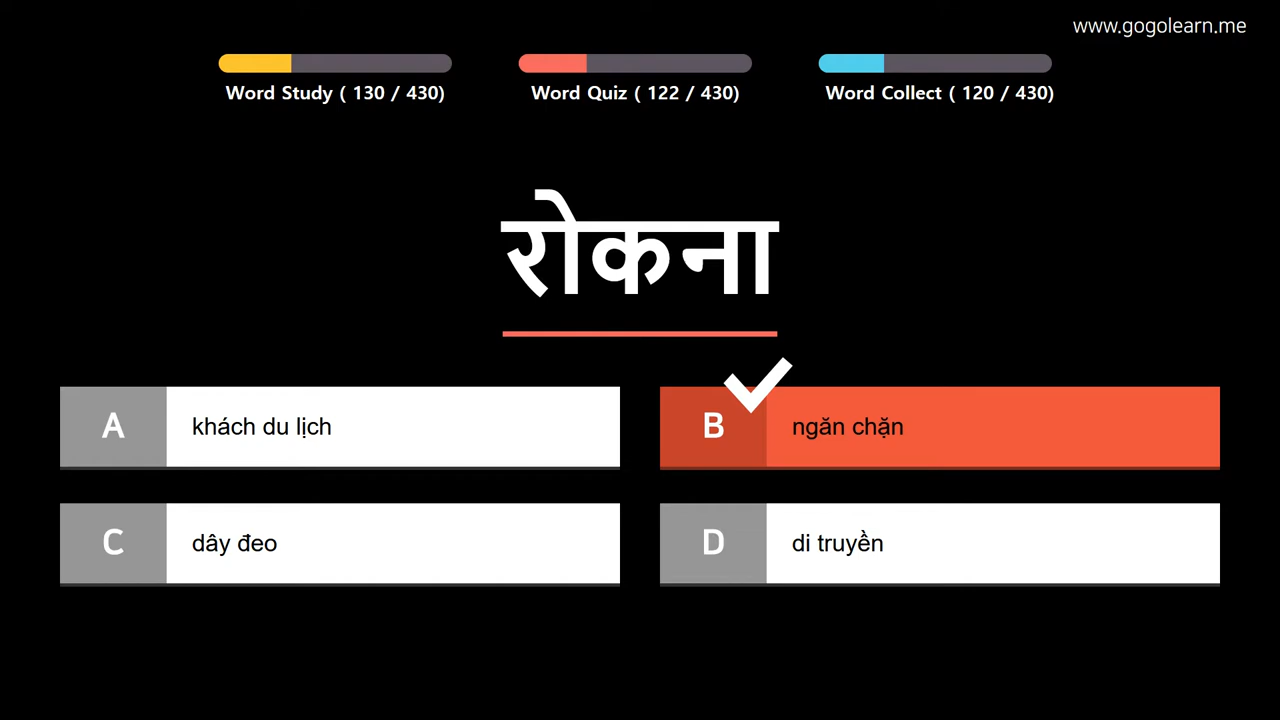 www.gogolearn.me
Word Study ( 130 / 430)
Word Quiz ( 122 / 430)
Word Collect ( 120 / 430)
रोकना
A khách du lịch
B ngăn chặn
C dây đeo
D di truyền